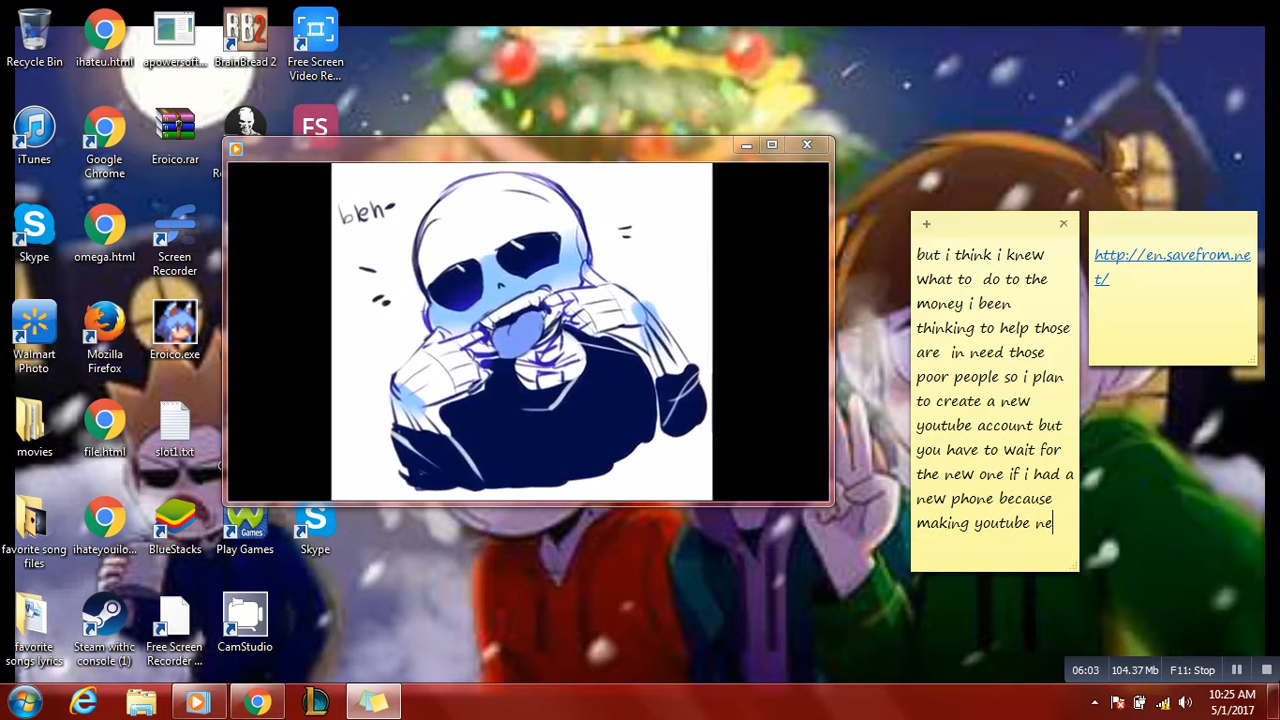 Recycle Bin
ihateu.html
apowersoft...
BrainBread 2
Free Screen
Video Re...
iTunes
Google
Chrome
Eroico.rar
FS
Skype
omega.html
Screen
Recorder
bleh-
Walmart
Photo
Mozilla
Firefox
Eroico.exe
movies
file.html
slot1.txt
favorite song
files
ihateyouilo...
BlueStacks
Play Games
Skype
favorite
songs lyrics
Steam withc
console (1)
Free Screen
Recorder ...
CamStudio
but i think i knew
what to do to the
money i been
thinking to help those
are in need those
poor people so i plan
to create a new
youtube account but
you have to wait for
the new one if i had a
new phone because
making youtube ne
http://en.savefrom.ne
t/
06:03
104.37 Mb
F11: Stop
10:25 AM
5/1/2017